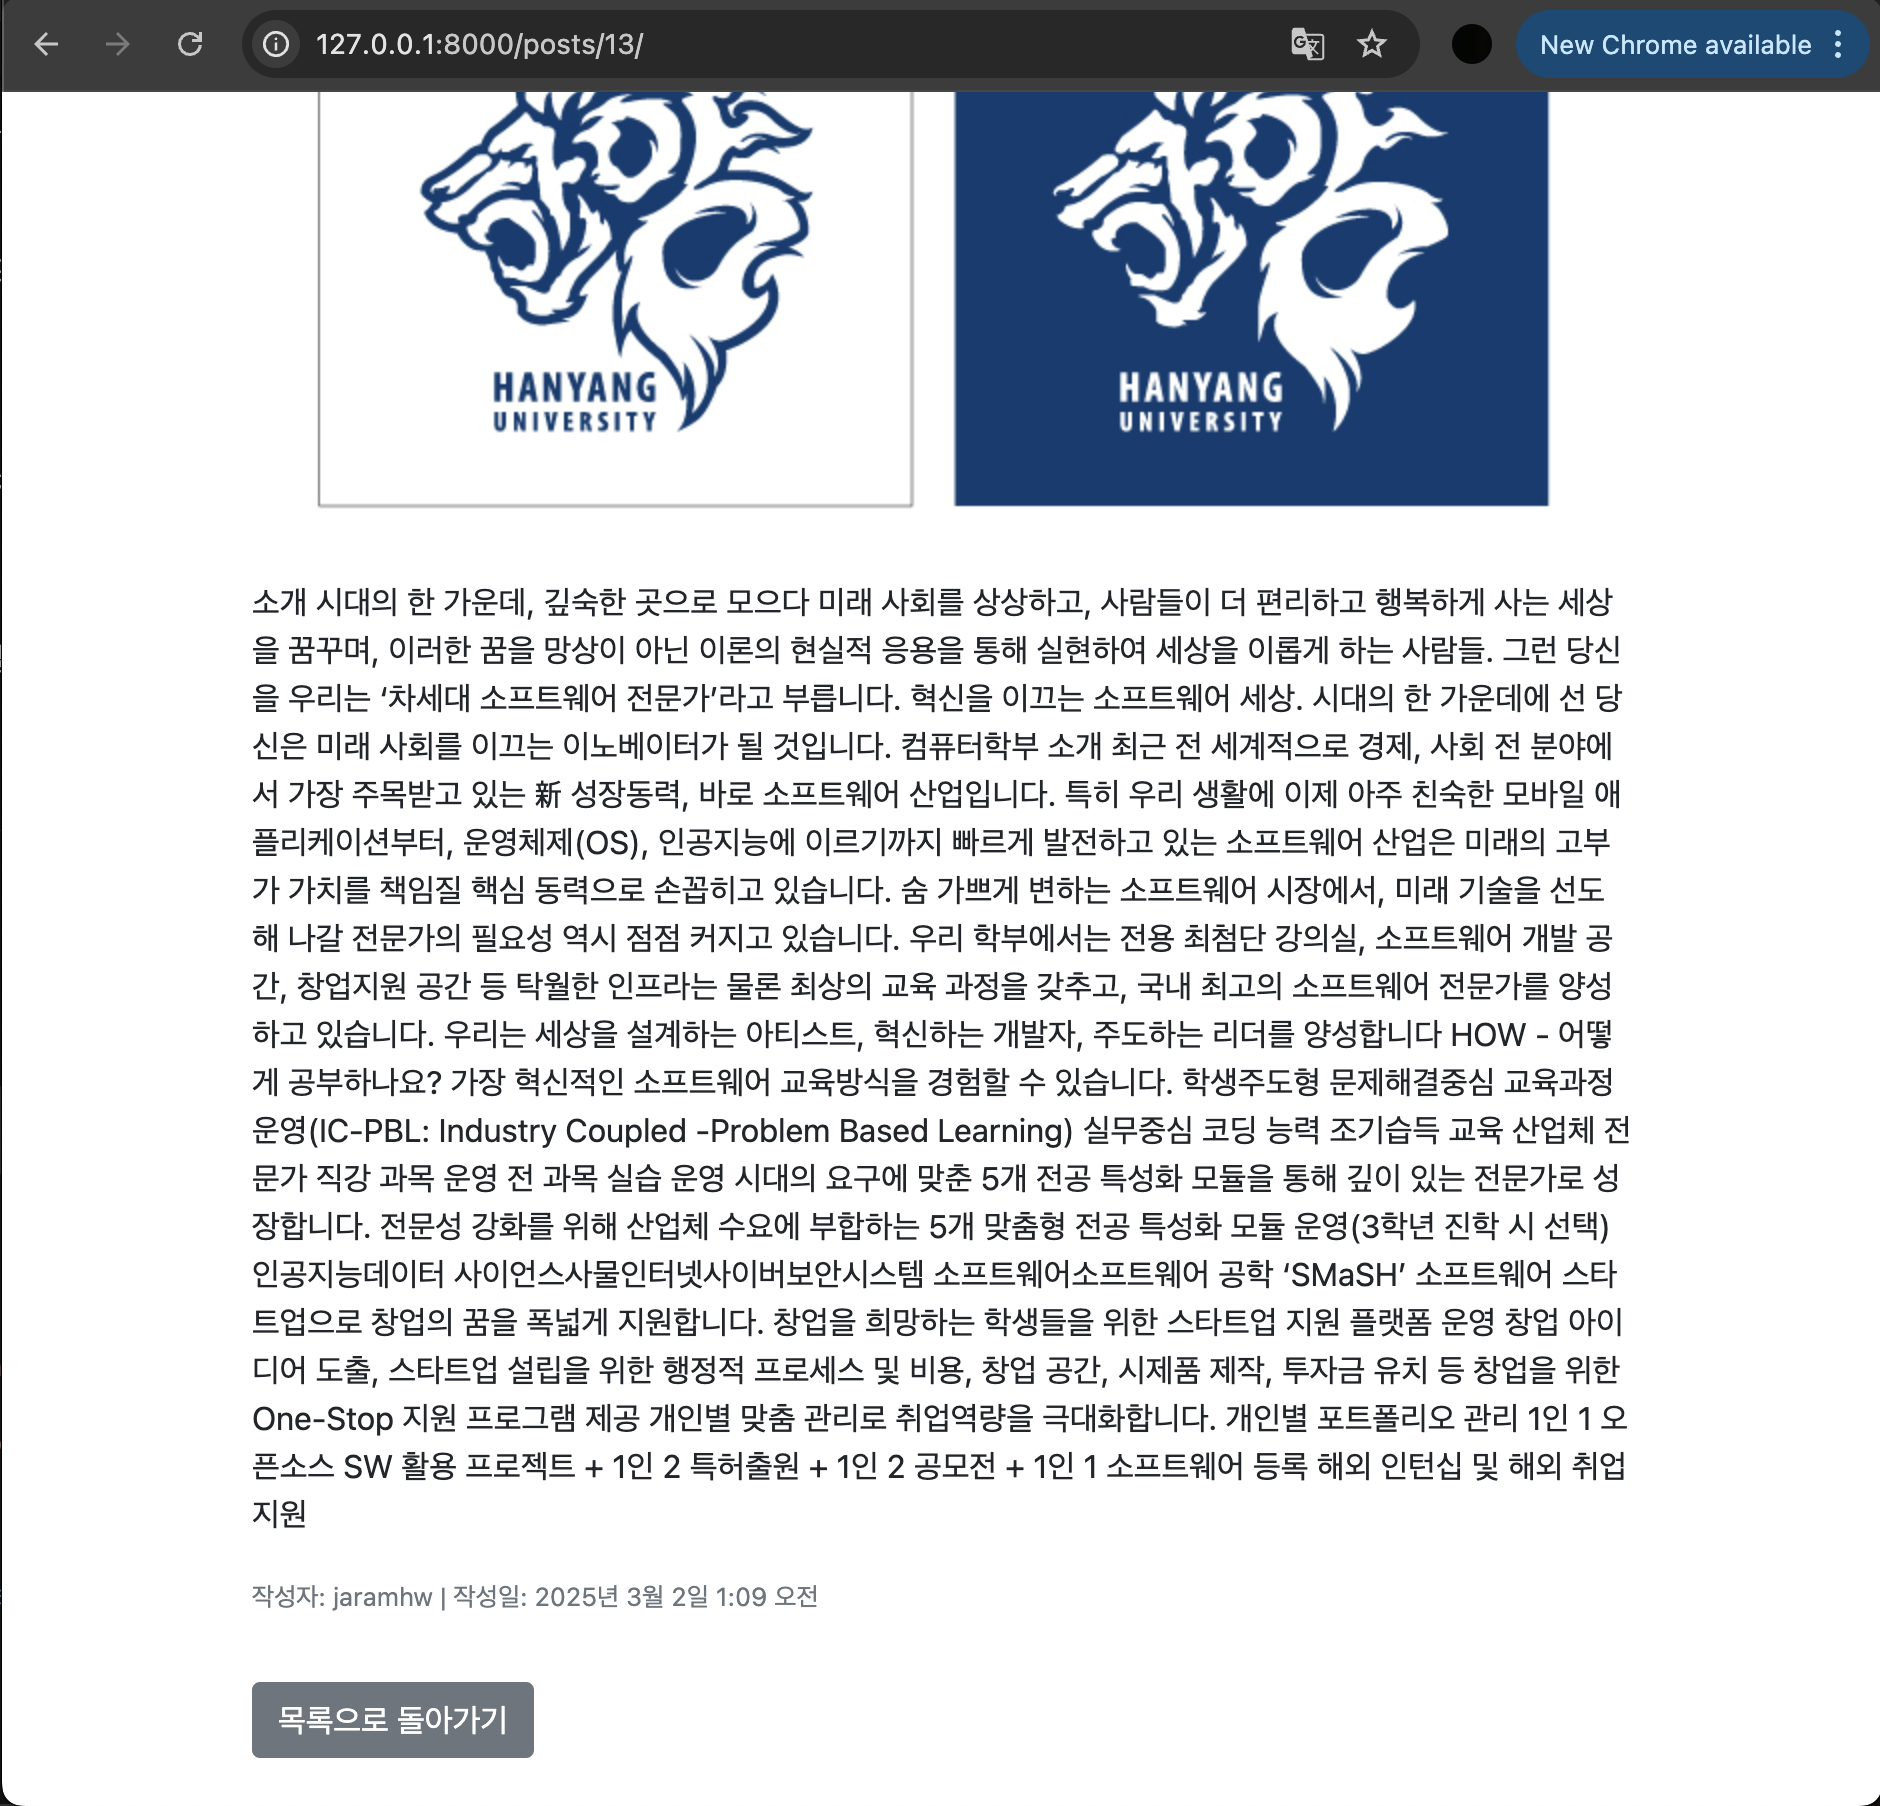 127.0.0.1:8000/posts/13/
New Chrome available
HANYANG
UNIVERSITY
HANYANG
UNIVERSITY
소개 시대의 한 가운데, 깊숙한 곳으로 모으다 미래 사회를 상상하고, 사람들이 더 편리하고 행복하게 사는 세상
을 꿈꾸며, 이러한 꿈을 망상이 아닌 이론의 현실적 응용을 통해 실현하여 세상을 이롭게 하는 사람들. 그런 당신
을 우리는 ‘차세대 소프트웨어 전문가’라고 부릅니다. 혁신을 이끄는 소프트웨어 세상. 시대의 한 가운데에 선 당
신은 미래 사회를 이끄는 이노베이터가 될 것입니다. 컴퓨터학부 소개 최근 전 세계적으로 경제, 사회 전 분야에
서 가장 주목받고 있는 新 성장동력, 바로 소프트웨어 산업입니다. 특히 우리 생활에 이제 아주 친숙한 모바일 애
플리케이션부터, 운영체제(OS), 인공지능에 이르기까지 빠르게 발전하고 있는 소프트웨어 산업은 미래의 고부
가 가치를 책임질 핵심 동력으로 손꼽히고 있습니다. 숨 가쁘게 변하는 소프트웨어 시장에서, 미래 기술을 선도
해 나갈 전문가의 필요성 역시 점점 커지고 있습니다. 우리 학부에서는 전용 최첨단 강의실, 소프트웨어 개발 공
간, 창업지원 공간 등 탁월한 인프라는 물론 최상의 교육 과정을 갖추고, 국내 최고의 소프트웨어 전문가를 양성
하고 있습니다. 우리는 세상을 설계하는 아티스트, 혁신하는 개발자, 주도하는 리더를 양성합니다 HOW - 어떻
게 공부하나요? 가장 혁신적인 소프트웨어 교육방식을 경험할 수 있습니다. 학생주도형 문제해결중심 교육과정
운영(IC-PBL: Industry Coupled -Problem Based Learning) 실무중심 코딩 능력 조기습득 교육 산업체 전
문가 직강 과목 운영 전 과목 실습 운영 시대의 요구에 맞춘 5개 전공 특성화 모듈을 통해 깊이 있는 전문가로 성
장합니다. 전문성 강화를 위해 산업체 수요에 부합하는 5개 맞춤형 전공 특성화 모듈 운영(3학년 진학 시 선택)
인공지능데이터 사이언스사물인터넷사이버보안시스템 소프트웨어소프트웨어 공학 ‘SMaSH’ 소프트웨어 스타
트업으로 창업의 꿈을 폭넓게 지원합니다. 창업을 희망하는 학생들을 위한 스타트업 지원 플랫폼 운영 창업 아이
디어 도출, 스타트업 설립을 위한 행정적 프로세스 및 비용, 창업 공간, 시제품 제작, 투자금 유치 등 창업을 위한
One-Stop 지원 프로그램 제공 개인별 맞춤 관리로 취업역량을 극대화합니다. 개인별 포트폴리오 관리 1인 1 오
픈소스 SW 활용 프로젝트 + 1인 2 특허출원 + 1인 2 공모전 + 1인 1 소프트웨어 등록 해외 인턴십 및 해외 취업
지원
작성자: jaramhw | 작성일: 2025년 3월 2일 1:09 오전
목록으로 돌아가기